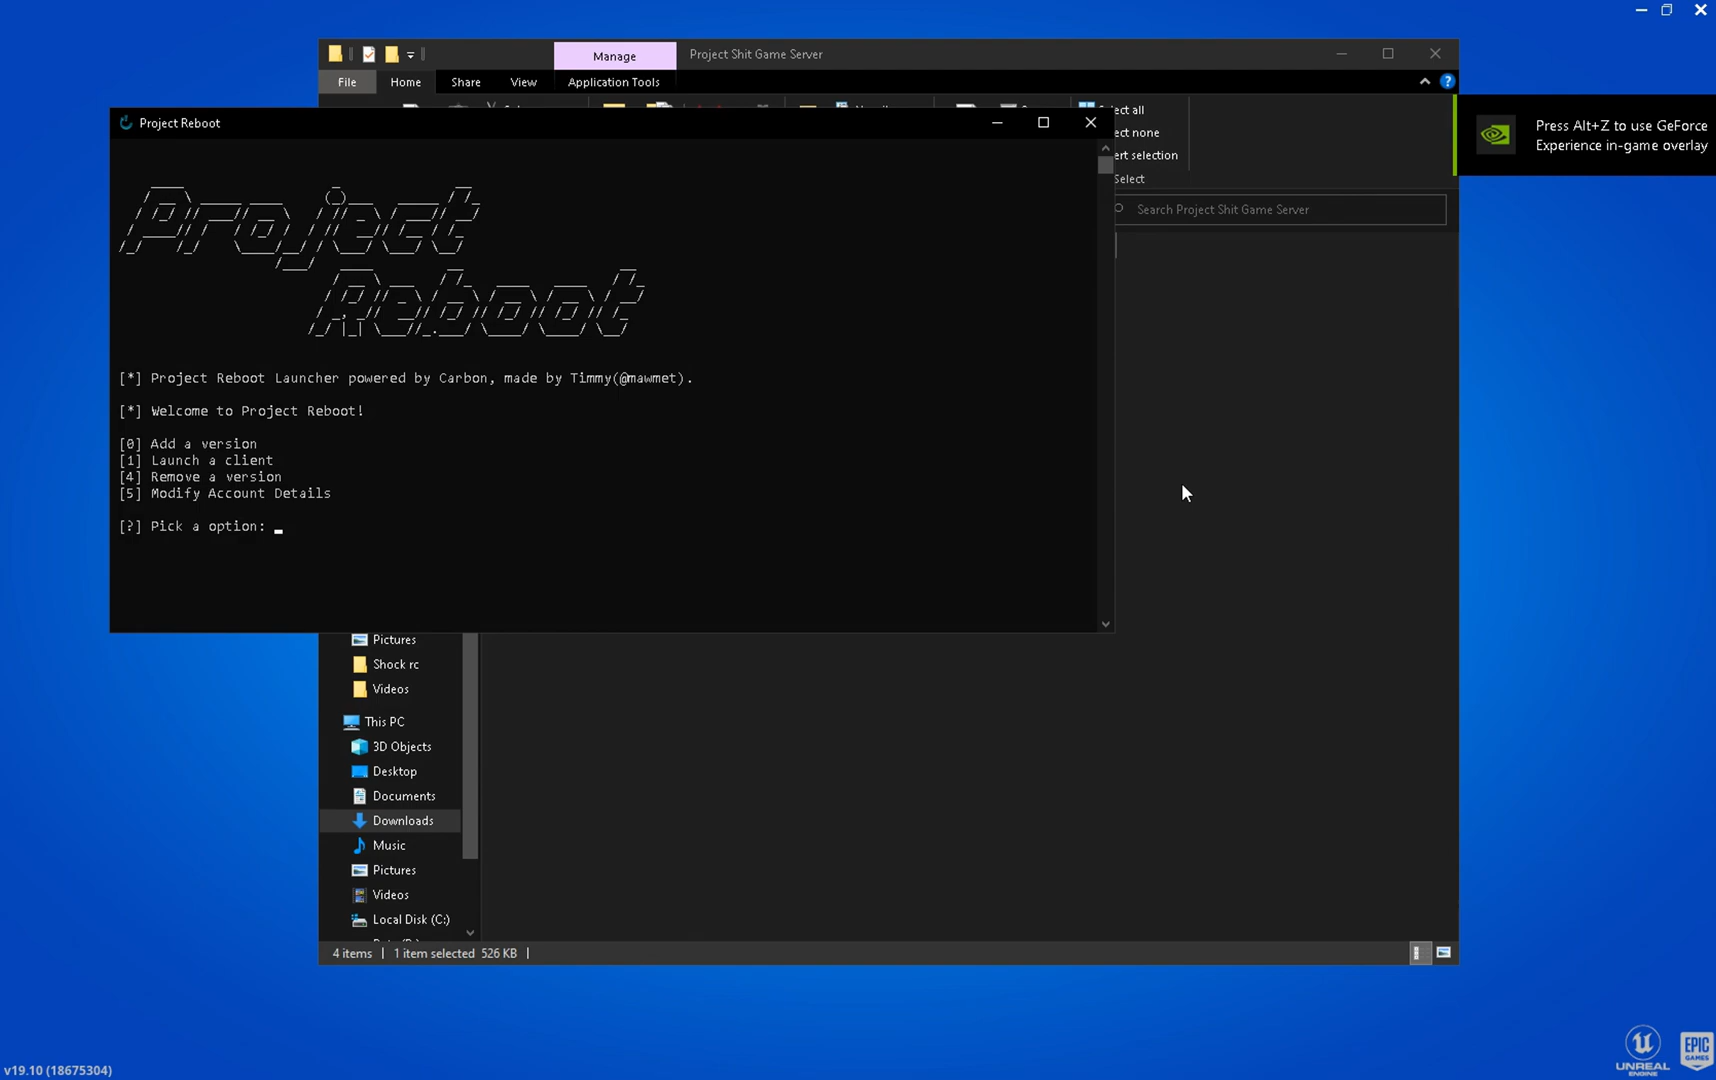 Manage
Project Shit Game Server
File
Home
Share
View
Application Tools
Project Reboot
Project
Reboot
[*] Project Reboot Launcher powered by Carbon, made by Timmy(@mawmet).
[*] Welcome to Project Reboot!
[0] Add a version
[1] Launch a client
[4] Remove a version
[5] Modify Account Details
[?] Pick a option: _
ect all
ect none
ert selection
Select
Search Project Shit Game Server
Press Alt+Z to use GeForce
Experience in-game overlay
Pictures
Shock rc
Videos
This PC
3D Objects
Desktop
Documents
Downloads
Music
Pictures
Videos
Local Disk (C:)
4 items
1 item selected 526 KB
v19.10 (18675304)
UNREAL
ENGINE
EPIC
GAMES